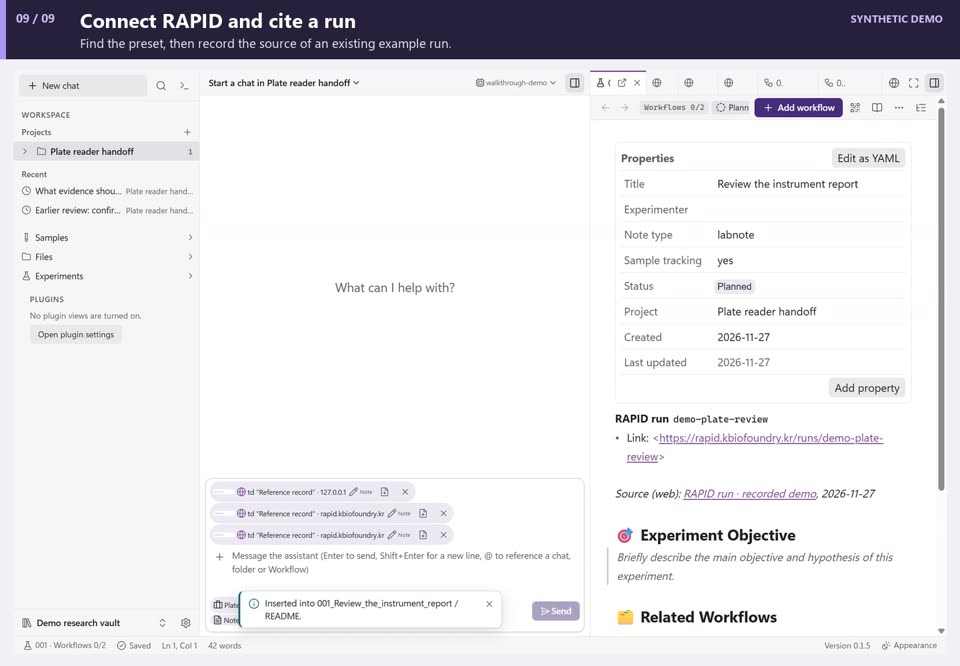 09 / 09
Connect RAPID and cite a run
Find the preset, then record the source of an existing example run.
SYNTHETIC DEMO
New chat
WORKSPACE
Projects
Plate reader handoff 1
Recent
What evidence shou... Plate reader hand...
Earlier review: confir... Plate reader hand...
Samples
Files
Experiments
PLUGINS
No plugin views are turned on.
Open plugin settings
Demo research vault
Start a chat in Plate reader handoff
walkthrough-demo
What can I help with?
td "Reference record" · 127.0.0.1 Note
td "Reference record" · rapid.kbiofoundry.kr Note
td "Reference record" · rapid.kbiofoundry.kr Note
Message the assistant (Enter to send, Shift+Enter for a new line, @ to reference a chat,
folder or Workflow)
Plate
Note
Inserted into 001_Review_the_instrument_report /
README.
Send
0.
0..
Workflows 0/2
Plann
Add workflow
Properties
Edit as YAML
Title Review the instrument report
Experimenter
Note type labnote
Sample tracking yes
Status Planned
Project Plate reader handoff
Created 2026-11-27
Last updated 2026-11-27
Add property
RAPID run demo-plate-review
• Link: <https://rapid.kbiofoundry.kr/runs/demo-plate-
review>
Source (web): RAPID run · recorded demo, 2026-11-27
Experiment Objective
Briefly describe the main objective and hypothesis of this
experiment.
Related Workflows
001 · Workflows 0/2 Saved Ln 1, Col 1 42 words
Version 0.1.5 Appearance